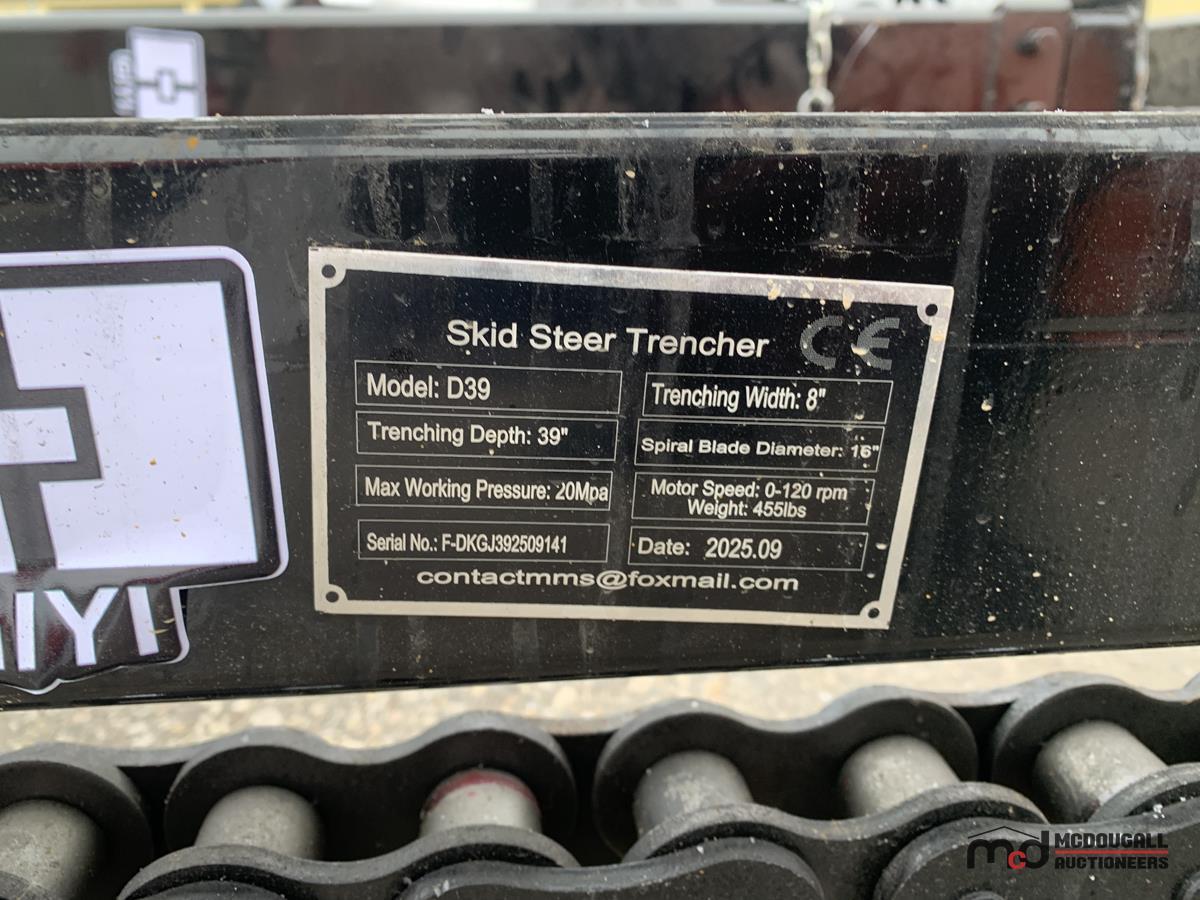 Skid Steer Trencher CE
Model: D39
Trenching Width: 8"
Trenching Depth: 39"
Spiral Blade Diameter: 16"
Max Working Pressure: 20Mpa
Motor Speed: 0-120 rpm
Weight: 455lbs
Serial No.: F-DKGJ392509141
Date: 2025.09
contactmms@foxmail.com
IYI
mcd MCDOUGALL
AUCTIONEERS